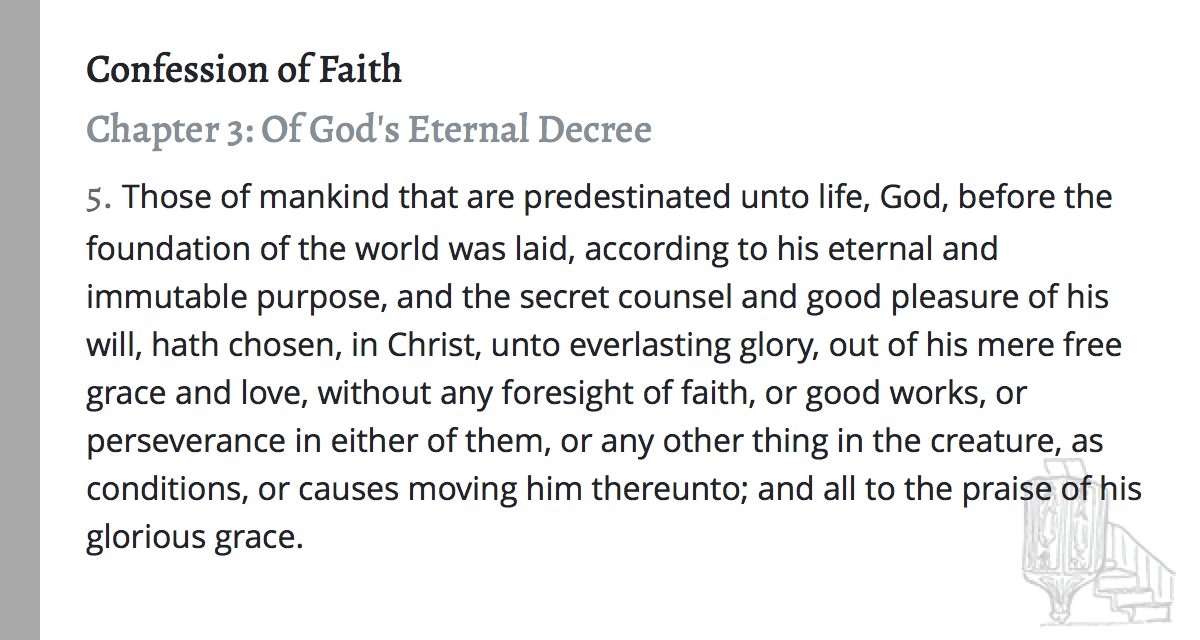 Confession of Faith
Chapter 3: Of God's Eternal Decree
5. Those of mankind that are predestinated unto life, God, before the
foundation of the world was laid, according to his eternal and
immutable purpose, and the secret counsel and good pleasure of his
will, hath chosen, in Christ, unto everlasting glory, out of his mere free
grace and love, without any foresight of faith, or good works, or
perseverance in either of them, or any other thing in the creature, as
conditions, or causes moving him thereunto; and all to the praise of his
glorious grace.